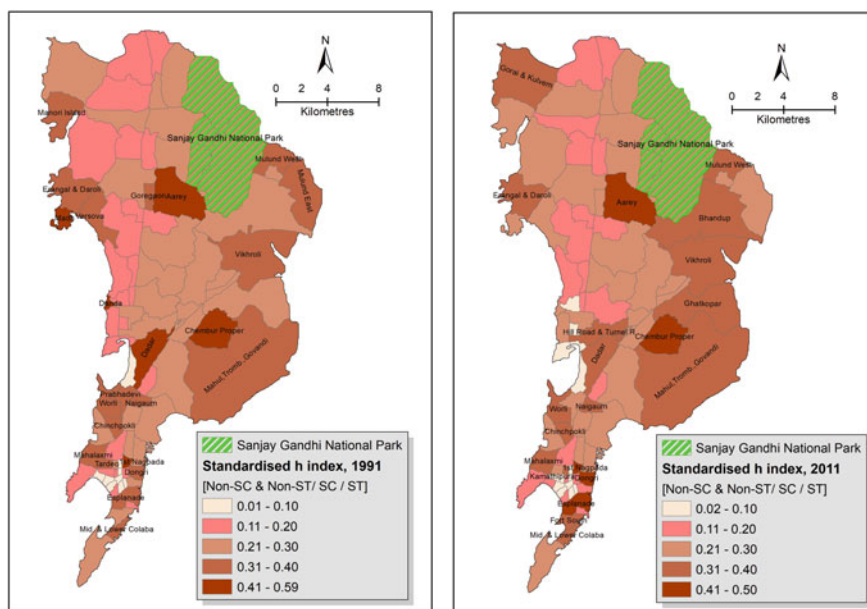 N
0 4 8
Kilometres
Manori Island
Sanjay Gandhi National Park
Mulund West
Mulund East
Erangal & Daroli
Goregaon
Aarey
Versova
Vikhroli
Danda
Chembur Proper
Dadar
Mahul,Tromb.,Govandi
Prabhadevi
Worli
Naigaum
Chinchpokli
Mahalaxmi
Tardeo
Nagpada
Dongri
Esplanade
Mid. & Lower Colaba
Sanjay Gandhi National Park
Standardised h index, 1991
[Non-SC & Non-ST/ SC / ST]
0.01 - 0.10
0.11 - 0.20
0.21 - 0.30
0.31 - 0.40
0.41 - 0.59
N
0 4 8
Kilometres
Gorai & Kulvem
Sanjay Gandhi National Park
Mulund West
Erangal & Daroli
Aarey
Bhandup
Vikhroli
Ghatkopar
Hill Road & Turner R
Dadar
Chembur Proper
Mahul,Tromb.,Govandi
Worli
Naigaum
Chinchpokli
Mahalaxmi
Nagpada
Kamathipura
Dongri
Esplanade
Fort South
Mid. & Lower Colaba
Sanjay Gandhi National Park
Standardised h index, 2011
[Non-SC & Non-ST/ SC / ST]
0.02 - 0.10
0.11 - 0.20
0.21 - 0.30
0.31 - 0.40
0.41 - 0.50